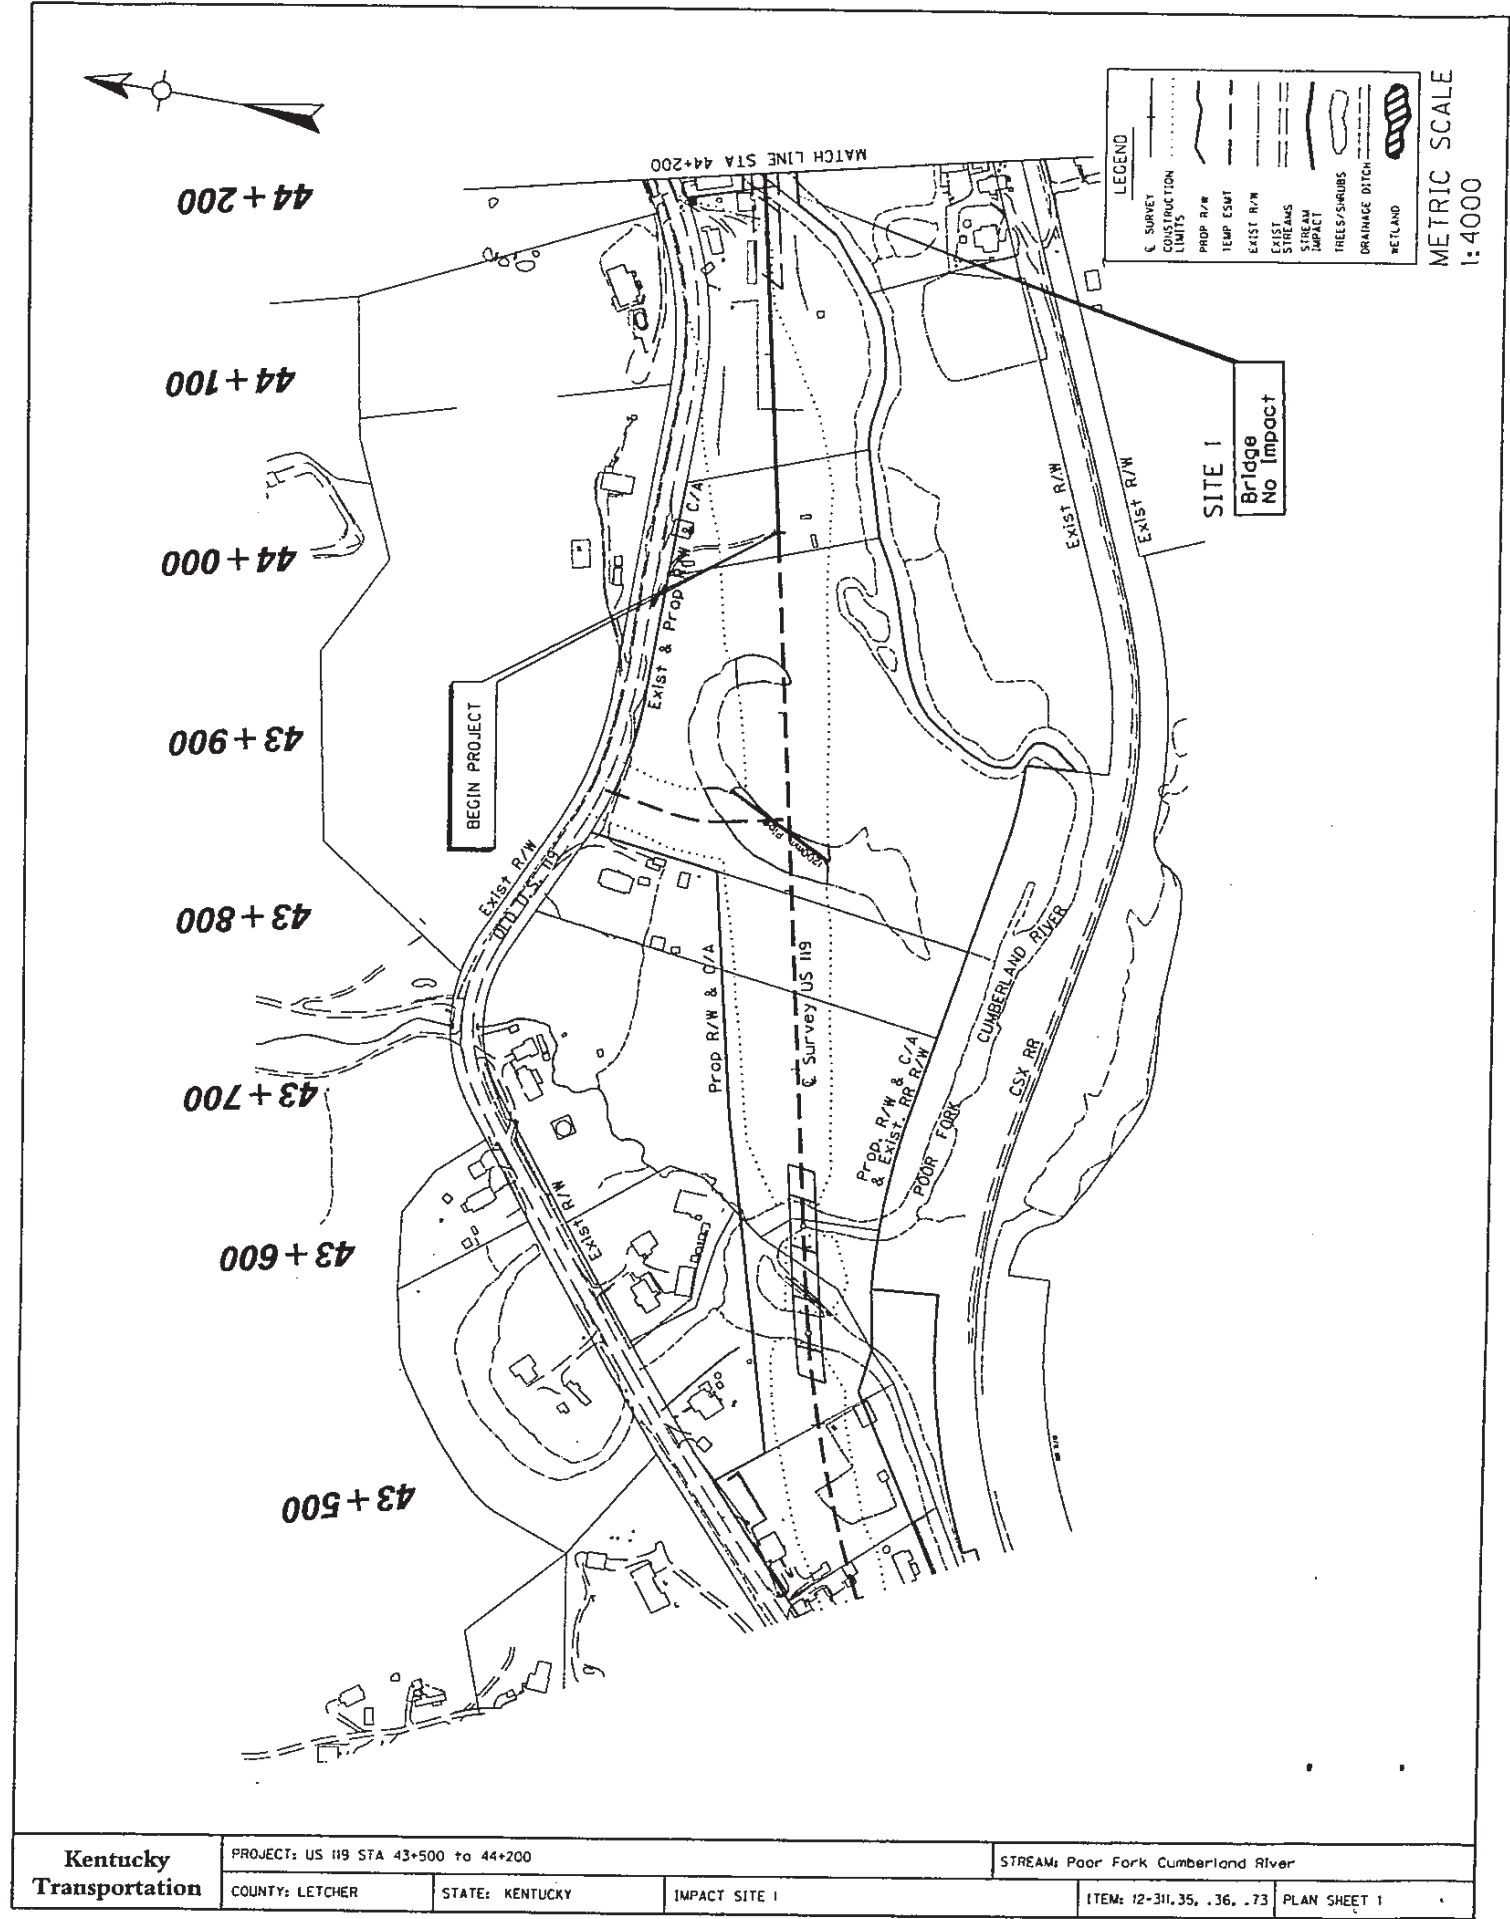 44+200
44+100
44+000
43+900
43+800
43+700
43+600
43+500
MATCH LINE STA 44+200
LEGEND
℄ SURVEY
CONSTRUCTION
LIMITS
PROP R/W
TEMP ESMT
EXIST R/W
EXIST
STREAMS
STREAM
IMPACT
TREES/SHRUBS
DRAINAGE DITCH
WETLAND
METRIC SCALE
1:4000
SITE 1
Bridge
No Impact
BEGIN PROJECT
Exist & Prop R/W & C/A
Exist R/W
Exist R/W
Exist R/W
OLD U.S. 119
1200mm Pipe
Prop R/W & C/A
℄ Survey US 119
Prop. R/W & C/A
& Exist. RR R/W
POOR FORK CUMBERLAND RIVER
CSX RR
Exist R/W
Kentucky
Transportation
PROJECT: US 119 STA 43+500 to 44+200
STREAM: Poor Fork Cumberland River
COUNTY: LETCHER
STATE: KENTUCKY
IMPACT SITE 1
ITEM: 12-311.35, .36, .73
PLAN SHEET 1